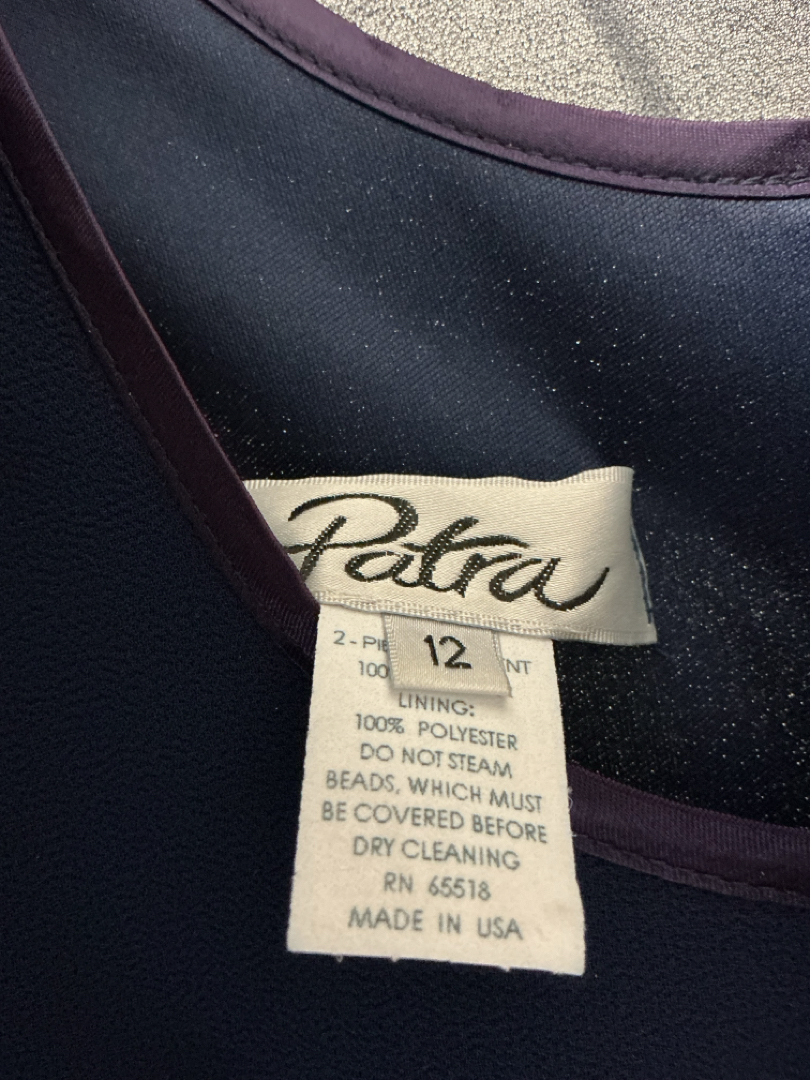 Patra
12
2-PIE NT
100
LINING:
100% POLYESTER
DO NOT STEAM
BEADS, WHICH MUST
BE COVERED BEFORE
DRY CLEANING
RN 65518
MADE IN USA